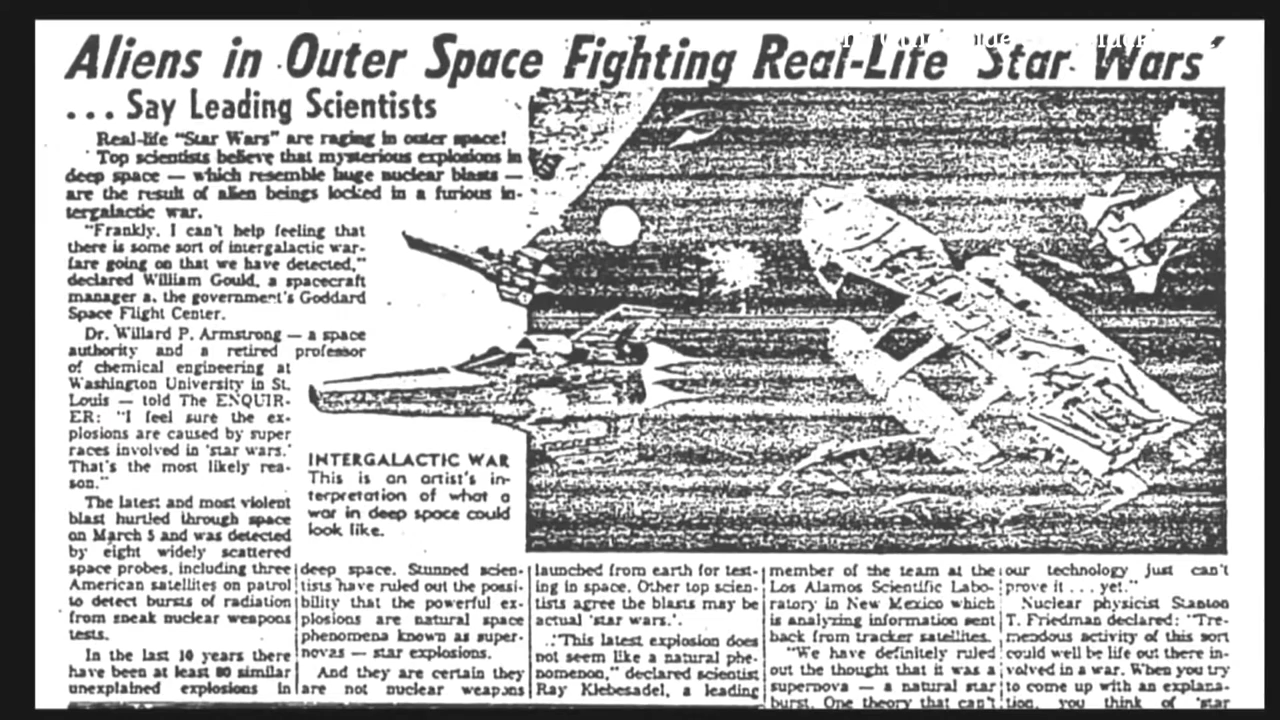 Aliens in Outer Space Fighting Real-Life 'Star Wars'
. . . Say Leading Scientists
Real-life "Star Wars" are raging in outer space!
Top scientists believe that mysterious explosions in
deep space — which resemble huge nuclear blasts —
are the result of alien beings locked in a furious in-
tergalactic war.
"Frankly, I can't help feeling that
there is some sort of intergalactic war-
fare going on that we have detected,"
declared William Gould, a spacecraft
manager a. the government's Goddard
Space Flight Center.
Dr. Willard P. Armstrong — a space
authority and a retired professor
of chemical engineering at
Washington University in St.
Louis — told The ENQUIR-
ER: "I feel sure the ex-
plosions are caused by super
races involved in 'star wars.'
That's the most likely rea-
son."
The latest and most violent
blast hurtled through space
on March 5 and was detected
by eight widely scattered
space probes, including three
American satellites on patrol
to detect bursts of radiation
from sneak nuclear weapons
tests.
In the last 10 years there
have been at least 80 similar
unexplained explosions in
INTERGALACTIC WAR
This is an artist's in-
terpretation of what a
war in deep space could
look like.
deep space. Stunned scien-
tists have ruled out the possi-
bility that the powerful ex-
plosions are natural space
phenomena known as super-
novas — star explosions.
And they are certain they
are not nuclear weapons
launched from earth for test-
ing in space. Other top scien-
tists agree the blasts may be
actual 'star wars.'.
"This latest explosion does
not seem like a natural phe-
nomenon," declared scientist
Ray Klebesadel, a leading
member of the team at the
Los Alamos Scientific Labo-
ratory in New Mexico which
is analyzing information sent
back from tracker satellites.
"We have definitely ruled
out the thought that it was a
supernova — a natural star
burst. One theory that can't
our technology just can't
prove it . . . yet."
Nuclear physicist Stanton
T. Friedman declared: "Tre-
mendous activity of this sort
could well be life out there in-
volved in a war. When you try
to come up with an explana-
tion, you think of 'star